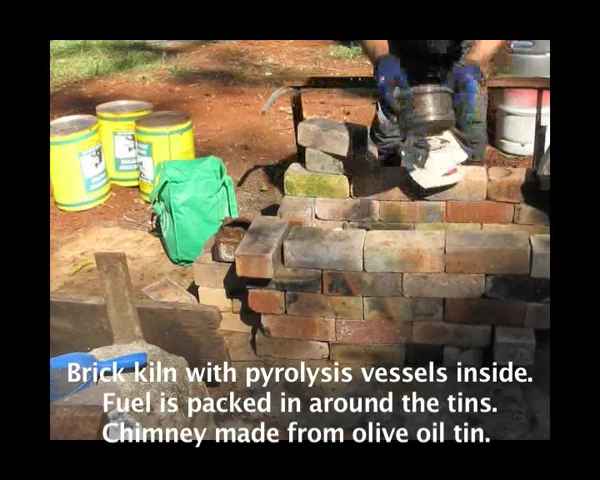 Brick kiln with pyrolysis vessels inside.
Fuel is packed in around the tins.
Chimney made from olive oil tin.